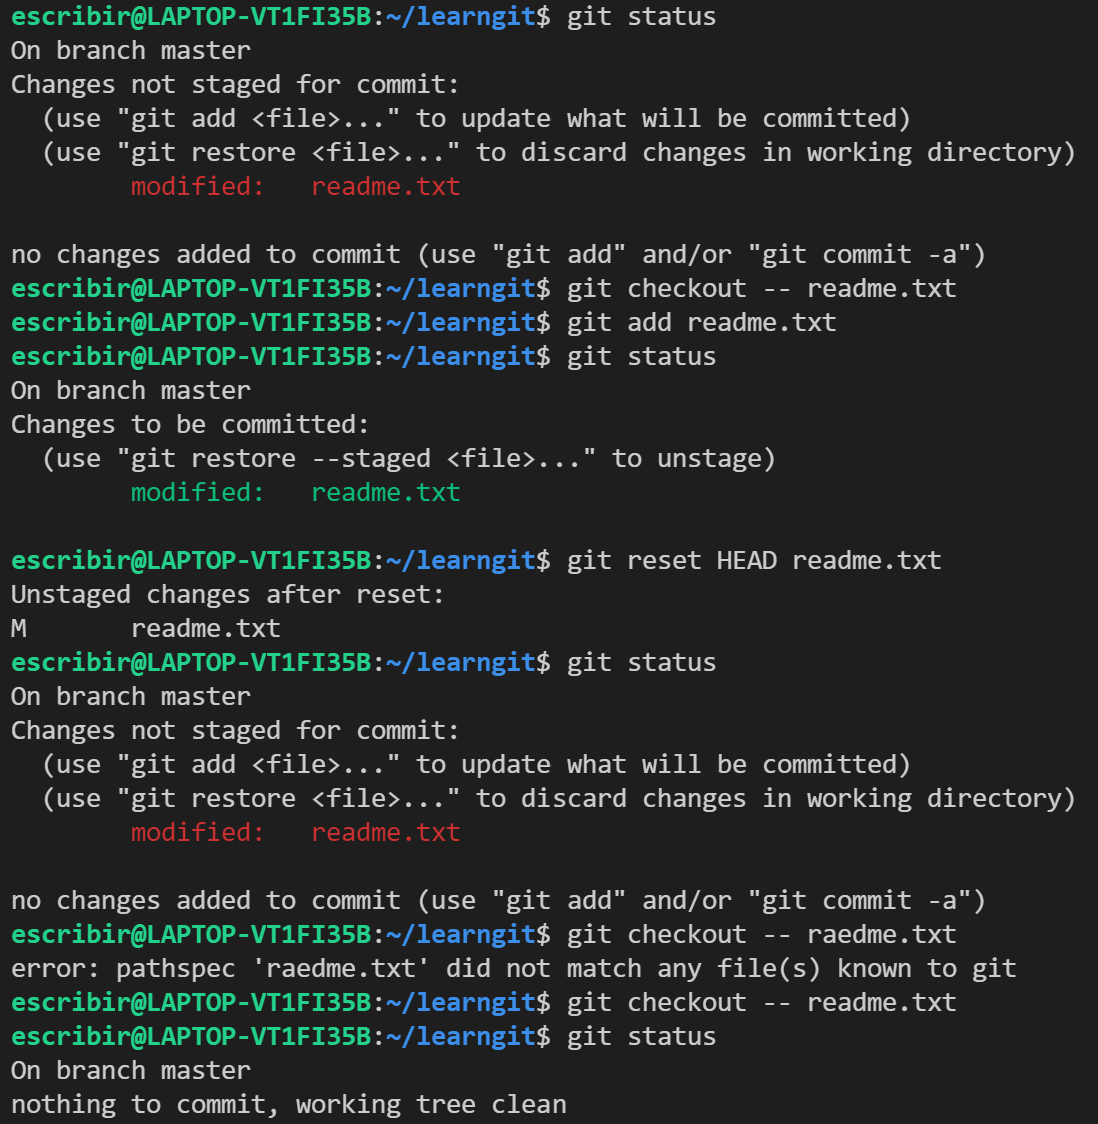 escribir@LAPTOP-VT1FI35B:~/learngit$ git status
On branch master
Changes not staged for commit:
  (use "git add <file>..." to update what will be committed)
  (use "git restore <file>..." to discard changes in working directory)
        modified:   readme.txt

no changes added to commit (use "git add" and/or "git commit -a")
escribir@LAPTOP-VT1FI35B:~/learngit$ git checkout -- readme.txt
escribir@LAPTOP-VT1FI35B:~/learngit$ git add readme.txt
escribir@LAPTOP-VT1FI35B:~/learngit$ git status
On branch master
Changes to be committed:
  (use "git restore --staged <file>..." to unstage)
        modified:   readme.txt

escribir@LAPTOP-VT1FI35B:~/learngit$ git reset HEAD readme.txt
Unstaged changes after reset:
M       readme.txt
escribir@LAPTOP-VT1FI35B:~/learngit$ git status
On branch master
Changes not staged for commit:
  (use "git add <file>..." to update what will be committed)
  (use "git restore <file>..." to discard changes in working directory)
        modified:   readme.txt

no changes added to commit (use "git add" and/or "git commit -a")
escribir@LAPTOP-VT1FI35B:~/learngit$ git checkout -- raedme.txt
error: pathspec 'raedme.txt' did not match any file(s) known to git
escribir@LAPTOP-VT1FI35B:~/learngit$ git checkout -- readme.txt
escribir@LAPTOP-VT1FI35B:~/learngit$ git status
On branch master
nothing to commit, working tree clean